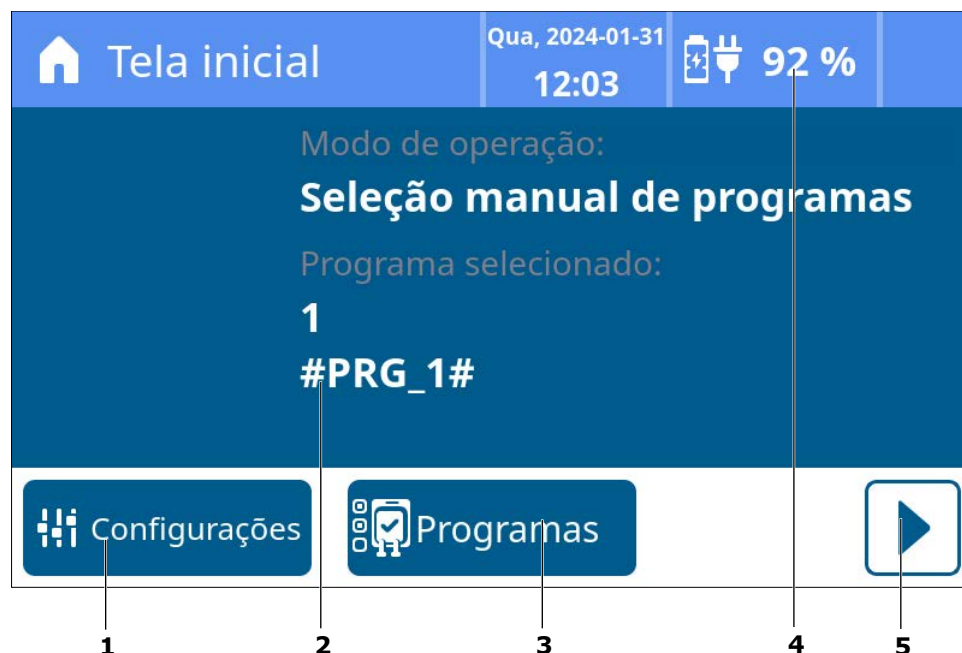 Tela inicial
Qua, 2024-01-31
12:03
92 %
Modo de operação:
Seleção manual de programas
Programa selecionado:
1
#PRG_1#
Configurações
Programas
1 2 3 4 5